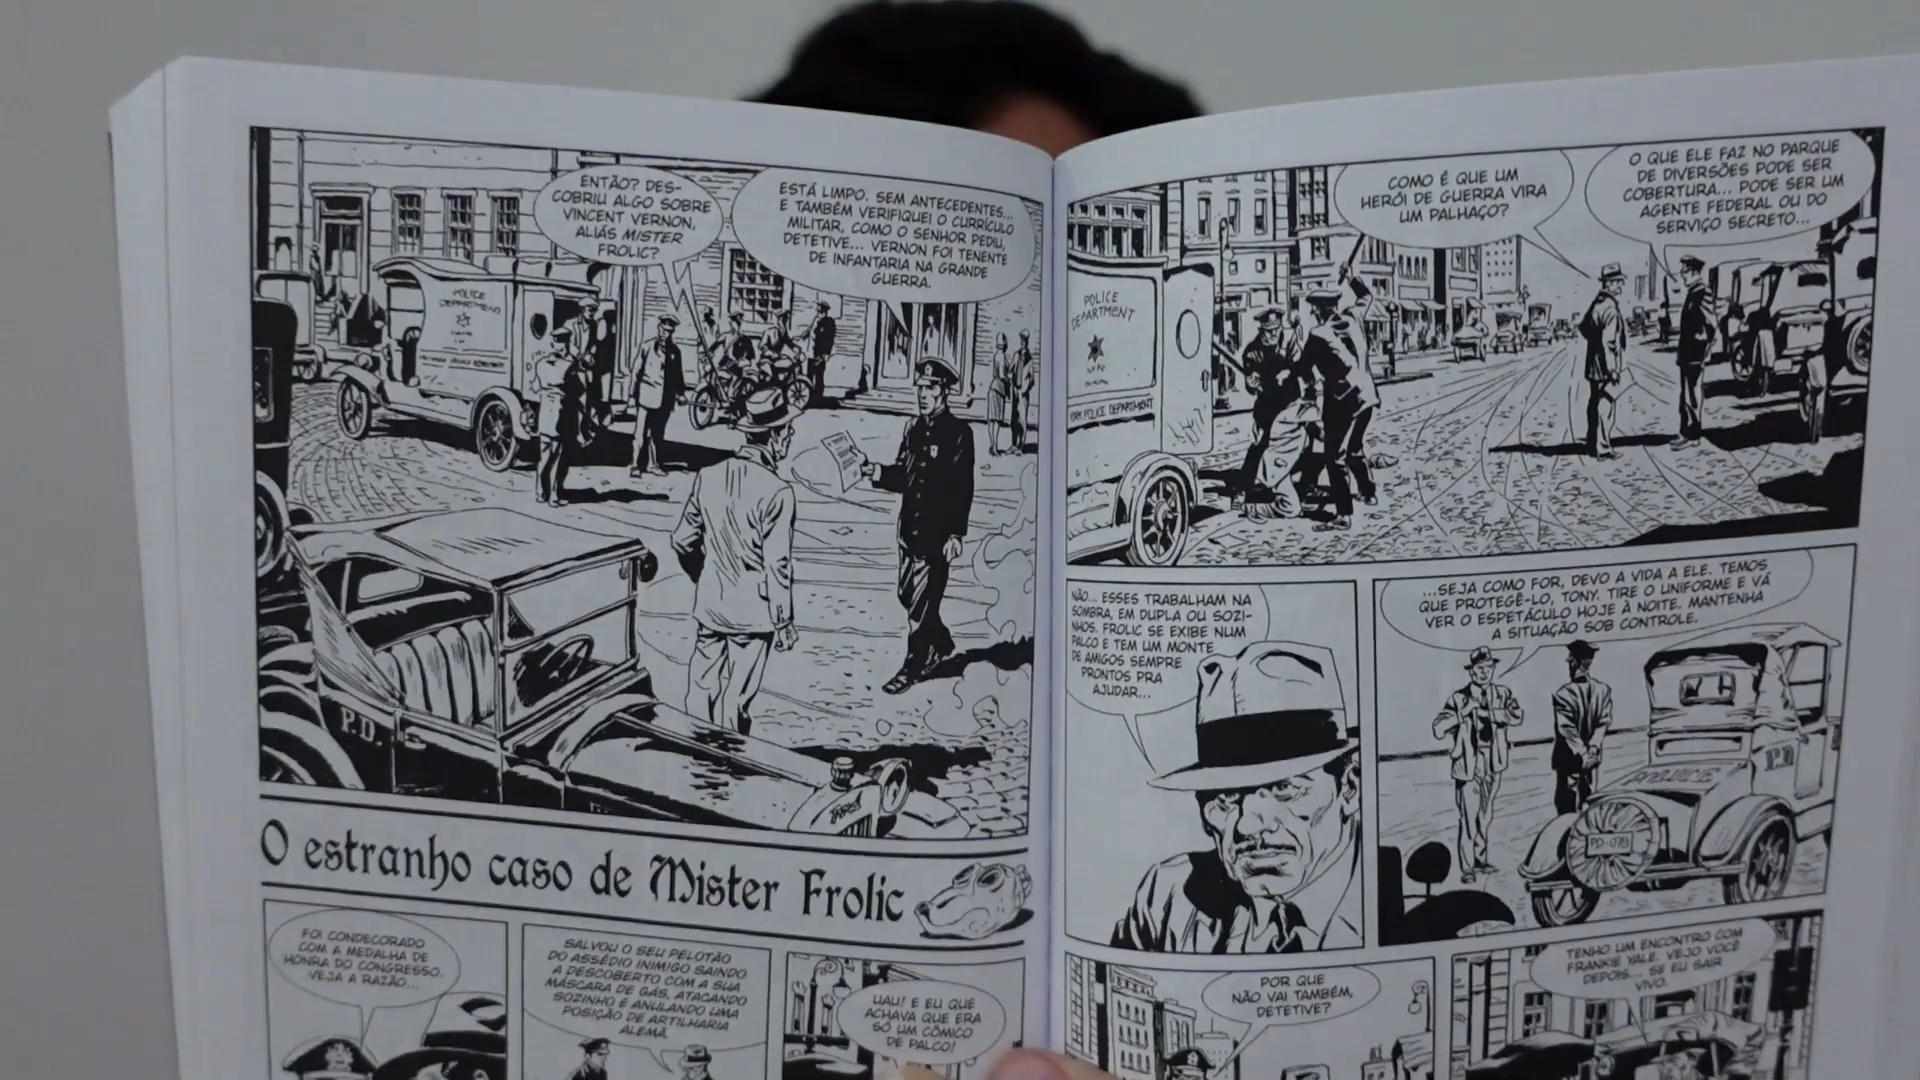 ENTÃO? DES-
COBRIU ALGO SOBRE
VINCENT VERNON,
ALIÁS MISTER
FROLIC?
ESTÁ LIMPO. SEM ANTECEDENTES...
E TAMBÉM VERIFIQUEI O CURRÍCULO
MILITAR, COMO O SENHOR PEDIU,
DETETIVE... VERNON FOI TENENTE
DE INFANTARIA NA GRANDE
GUERRA.
POLICE
DEPARTMENT
P.D.
O estranho caso de Mister Frolic
FOI CONDECORADO
COM A MEDALHA DE
HONRA DO CONGRESSO.
VEJA A RAZÃO...
SALVOU O SEU PELOTÃO
DO ASSÉDIO INIMIGO SAINDO
A DESCOBERTO COM A SUA
MÁSCARA DE GÁS, ATACANDO
SOZINHO E ANULANDO UMA
POSIÇÃO DE ARTILHARIA
ALEMÃ.
UAU! E EU QUE
ACHAVA QUE ERA
SÓ UM CÔMICO
DE PALCO!
COMO É QUE UM
HERÓI DE GUERRA VIRA
UM PALHAÇO?
O QUE ELE FAZ NO PARQUE
DE DIVERSÕES PODE SER
COBERTURA... PODE SER UM
AGENTE FEDERAL OU DO
SERVIÇO SECRETO...
POLICE
DEPARTMENT
YORK POLICE DEPARTMENT
NÃO... ESSES TRABALHAM NA
SOMBRA, EM DUPLA OU SOZI-
NHOS. FROLIC SE EXIBE NUM
PALCO E TEM UM MONTE
DE AMIGOS SEMPRE
PRONTOS PRA
AJUDAR...
...SEJA COMO FOR, DEVO A VIDA A ELE. TEMOS
QUE PROTEGÊ-LO, TONY. TIRE O UNIFORME E VÁ
VER O ESPETÁCULO HOJE À NOITE. MANTENHA
A SITUAÇÃO SOB CONTROLE.
POLICE
P.D.
PD-079
POR QUE
NÃO VAI TAMBÉM,
DETETIVE?
TENHO UM ENCONTRO COM
FRANKIE YALE. VEJO VOCÊ
DEPOIS... SE EU SAIR
VIVO.